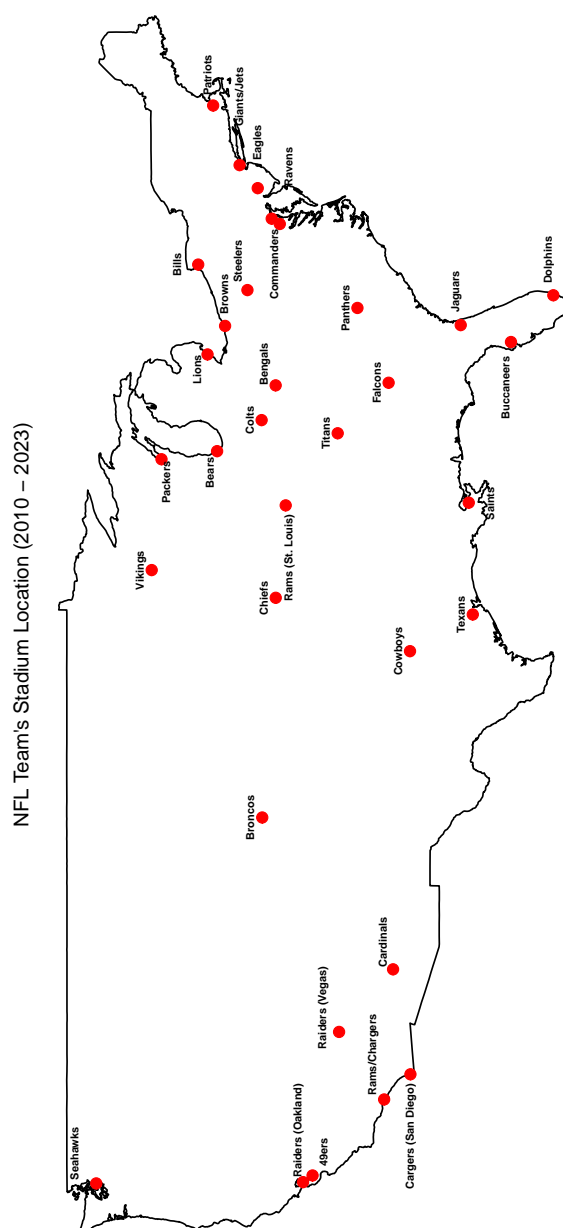 NFL Team's Stadium Location (2010 – 2023)
Seahawks
Vikings
Packers
Bills
Patriots
Giants/Jets
Lions
Browns
Bears
Steelers
Eagles
Broncos
Chiefs
Colts
Bengals
Commanders
Ravens
Rams (St. Louis)
Raiders (Oakland)
49ers
Raiders (Vegas)
Titans
Panthers
Rams/Chargers
Cardinals
Falcons
Cargers (San Diego)
Cowboys
Texans
Saints
Jaguars
Buccaneers
Dolphins